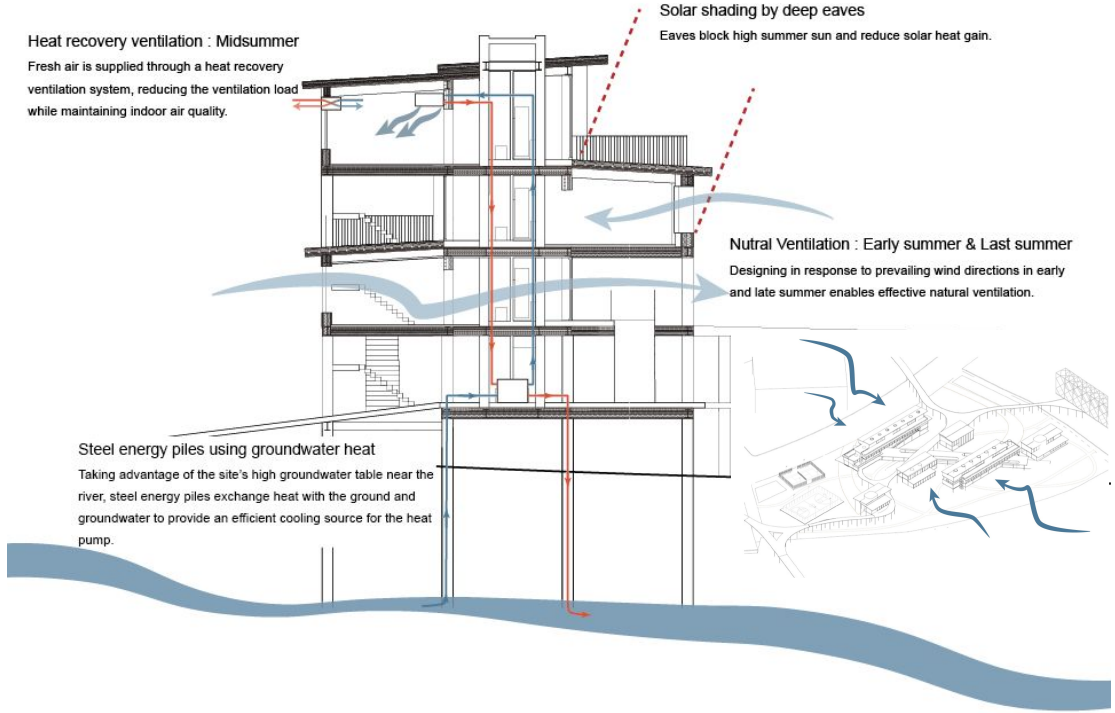 Solar shading by deep eaves
Eaves block high summer sun and reduce solar heat gain.
Heat recovery ventilation : Midsummer
Fresh air is supplied through a heat recovery
ventilation system, reducing the ventilation load
while maintaining indoor air quality.
Nutral Ventilation : Early summer & Last summer
Designing in response to prevailing wind directions in early
and late summer enables effective natural ventilation.
Steel energy piles using groundwater heat
Taking advantage of the site's high groundwater table near the
river, steel energy piles exchange heat with the ground and
groundwater to provide an efficient cooling source for the heat
pump.